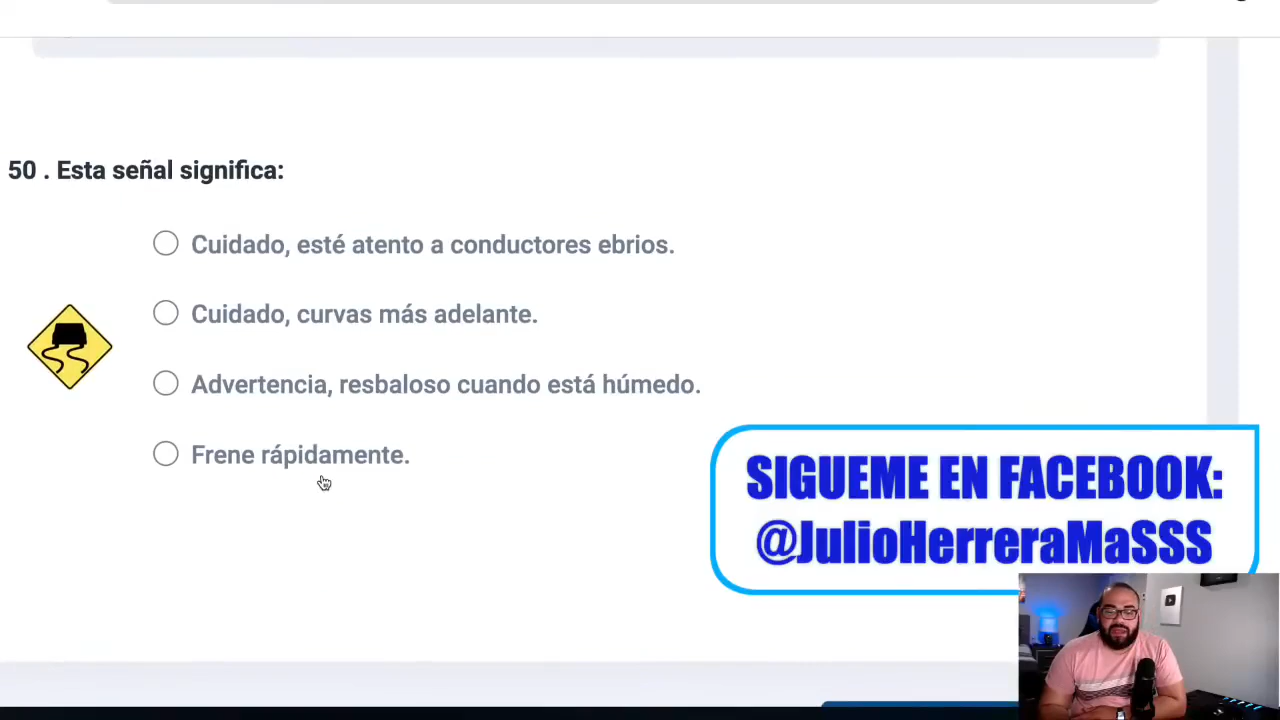 50 . Esta señal significa:
Cuidado, esté atento a conductores ebrios.
Cuidado, curvas más adelante.
Advertencia, resbaloso cuando está húmedo.
Frene rápidamente.
SIGUEME EN FACEBOOK:
@JulioHerreraMaSSS